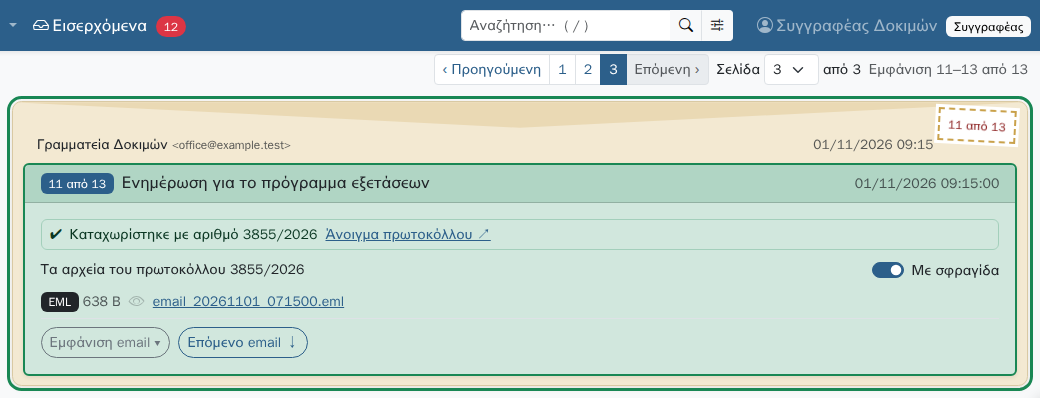 Εισερχόμενα 12 Αναζήτηση… ( / ) Συγγραφέας Δοκιμών Συγγραφέας
‹ Προηγούμενη 1 2 3 Επόμενη › Σελίδα 3 από 3 Εμφάνιση 11–13 από 13
11 από 13
Γραμματεία Δοκιμών <office@example.test> 01/11/2026 09:15
11 από 13 Ενημέρωση για το πρόγραμμα εξετάσεων 01/11/2026 09:15:00
✔ Καταχωρίστηκε με αριθμό 3855/2026 Άνοιγμα πρωτοκόλλου ↗
Τα αρχεία του πρωτοκόλλου 3855/2026 Με σφραγίδα
EML 638 B email_20261101_071500.eml
Εμφάνιση email ▾ Επόμενο email ↓